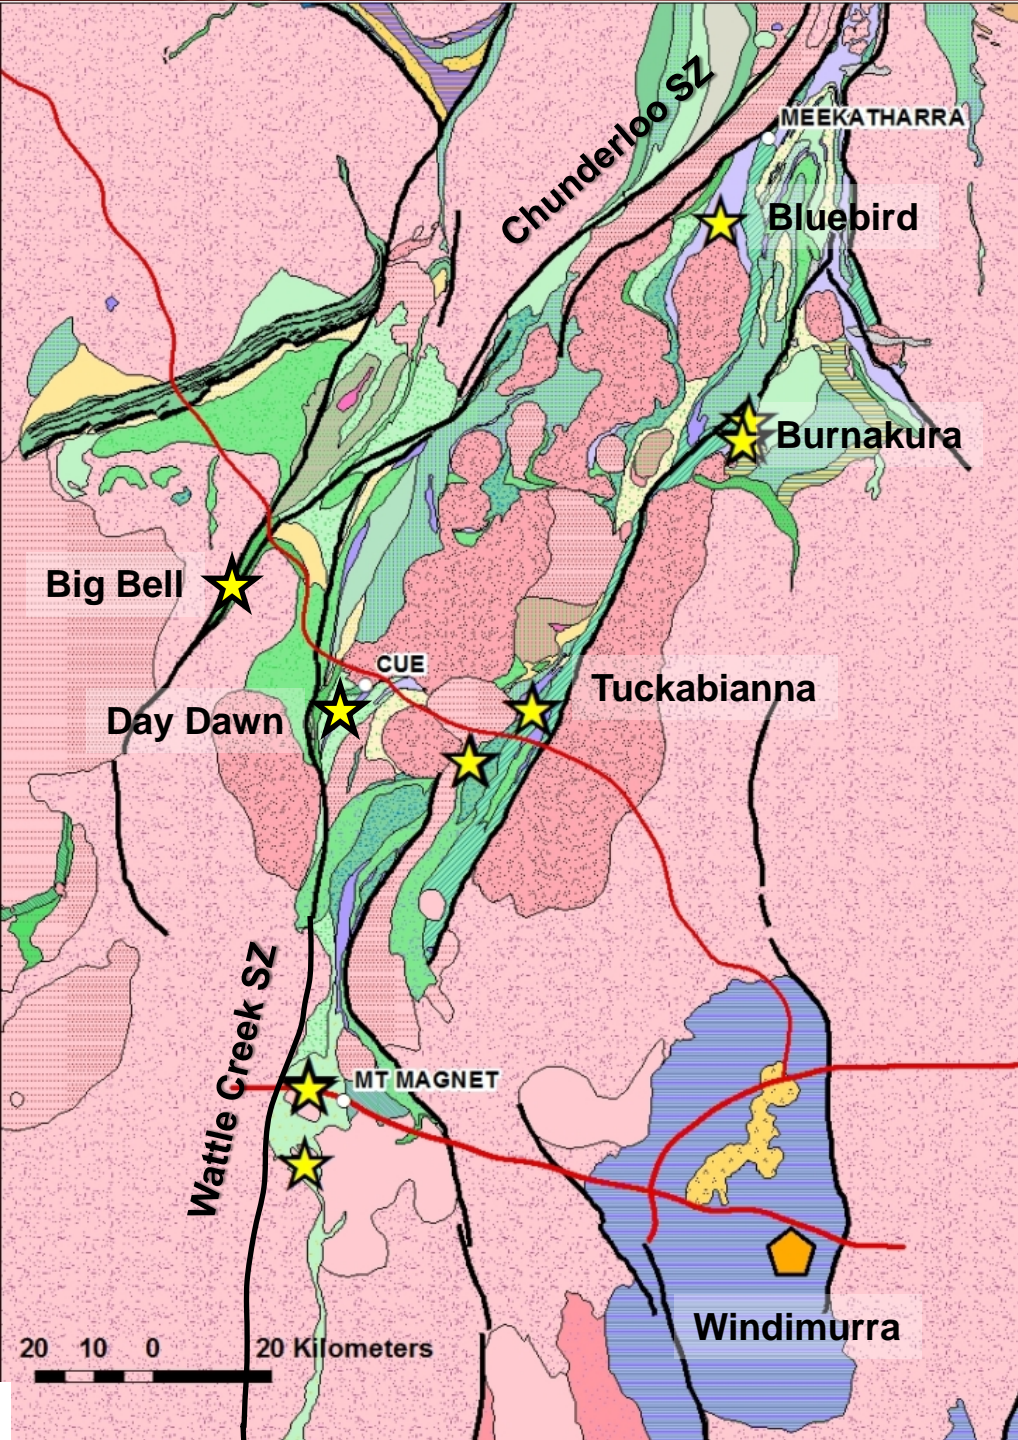 Chunderloo SZ
MEEKATHARRA
Bluebird
Burnakura
Big Bell
CUE
Tuckabianna
Day Dawn
Wattle Creek SZ
MT MAGNET
Windimurra
20 10 0 20 Kilometers